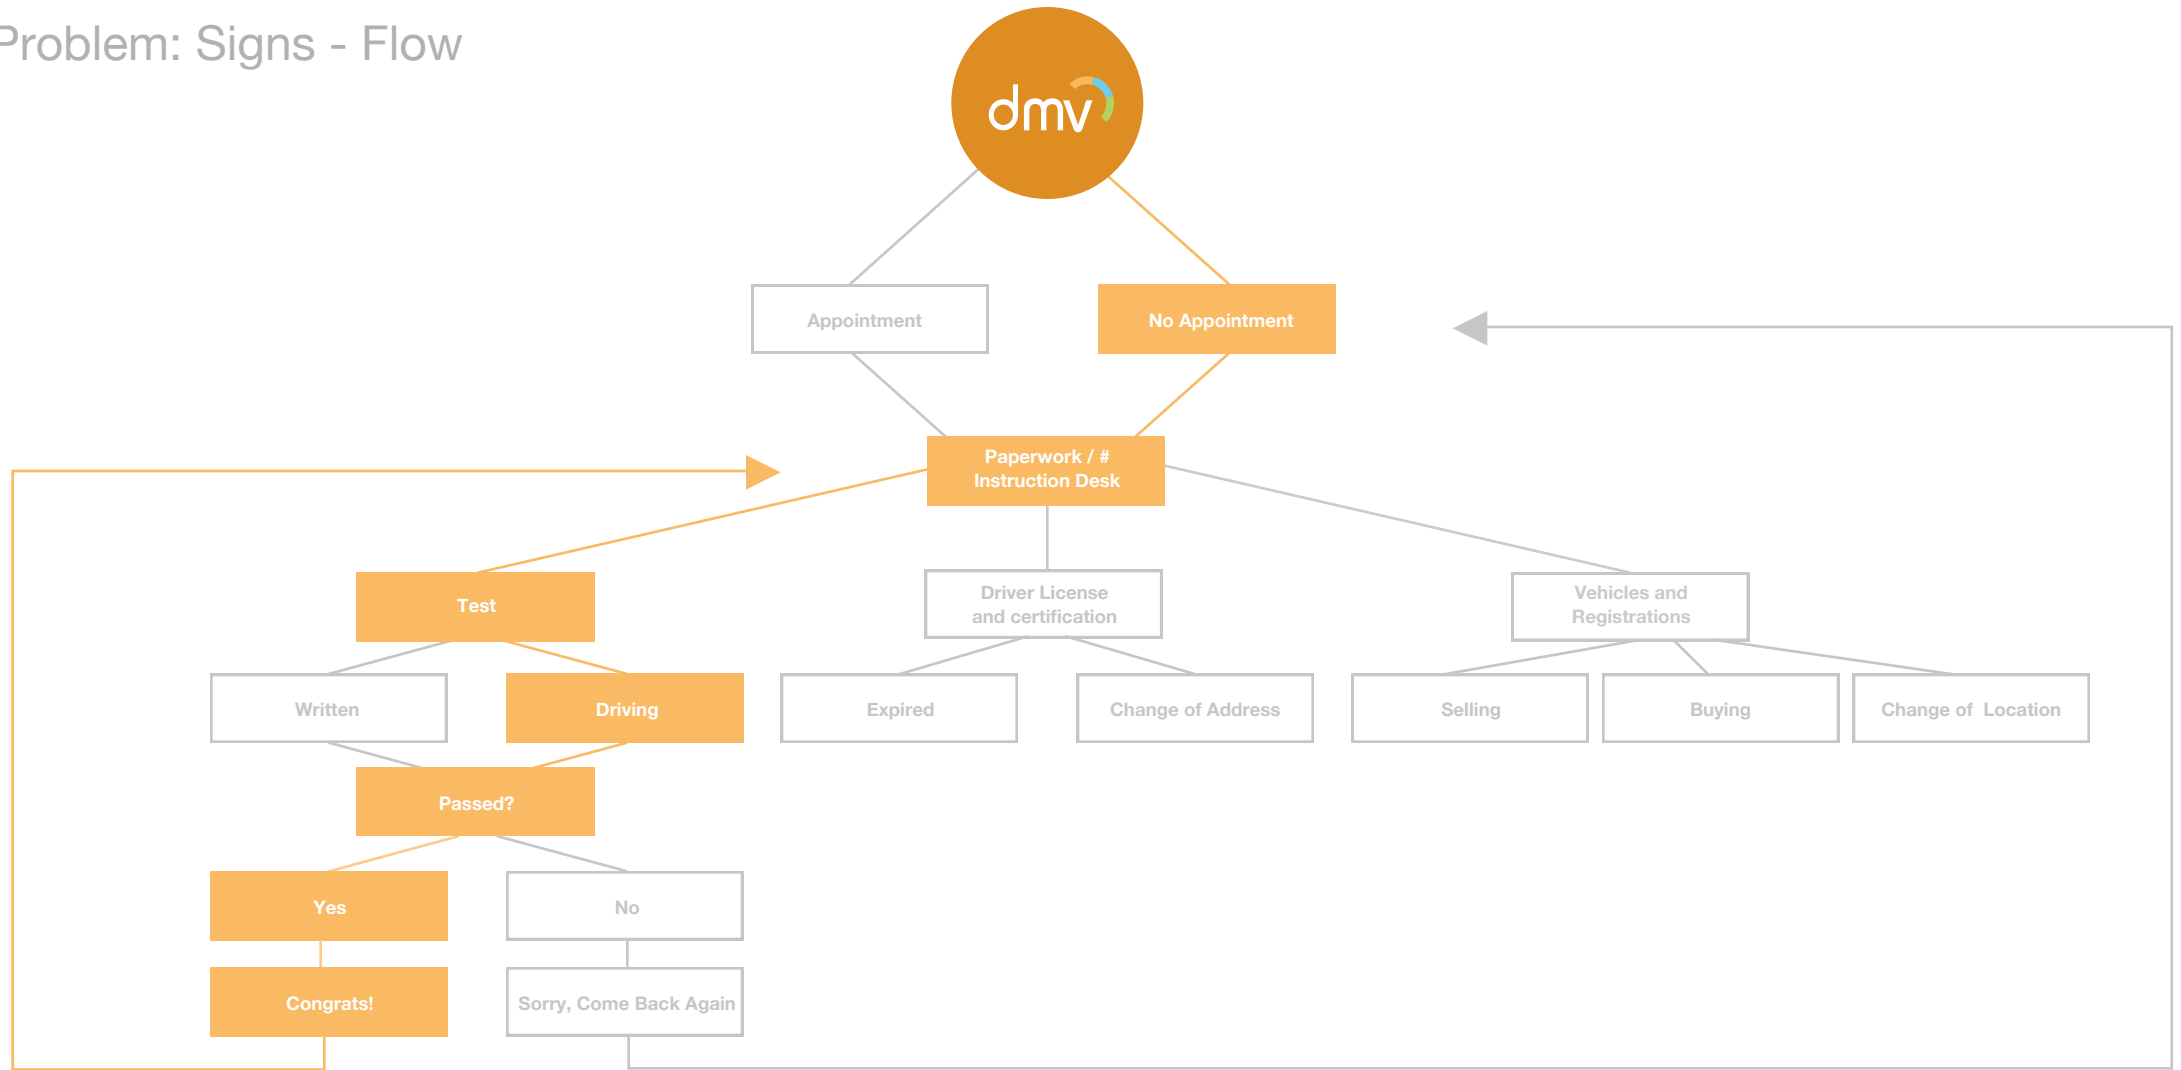 Problem: Signs - Flow
dmv
Appointment
No Appointment
Paperwork / #
Instruction Desk
Test
Driver License
and certification
Vehicles and
Registrations
Written
Driving
Expired
Change of Address
Selling
Buying
Change of  Location
Passed?
Yes
No
Congrats!
Sorry, Come Back Again